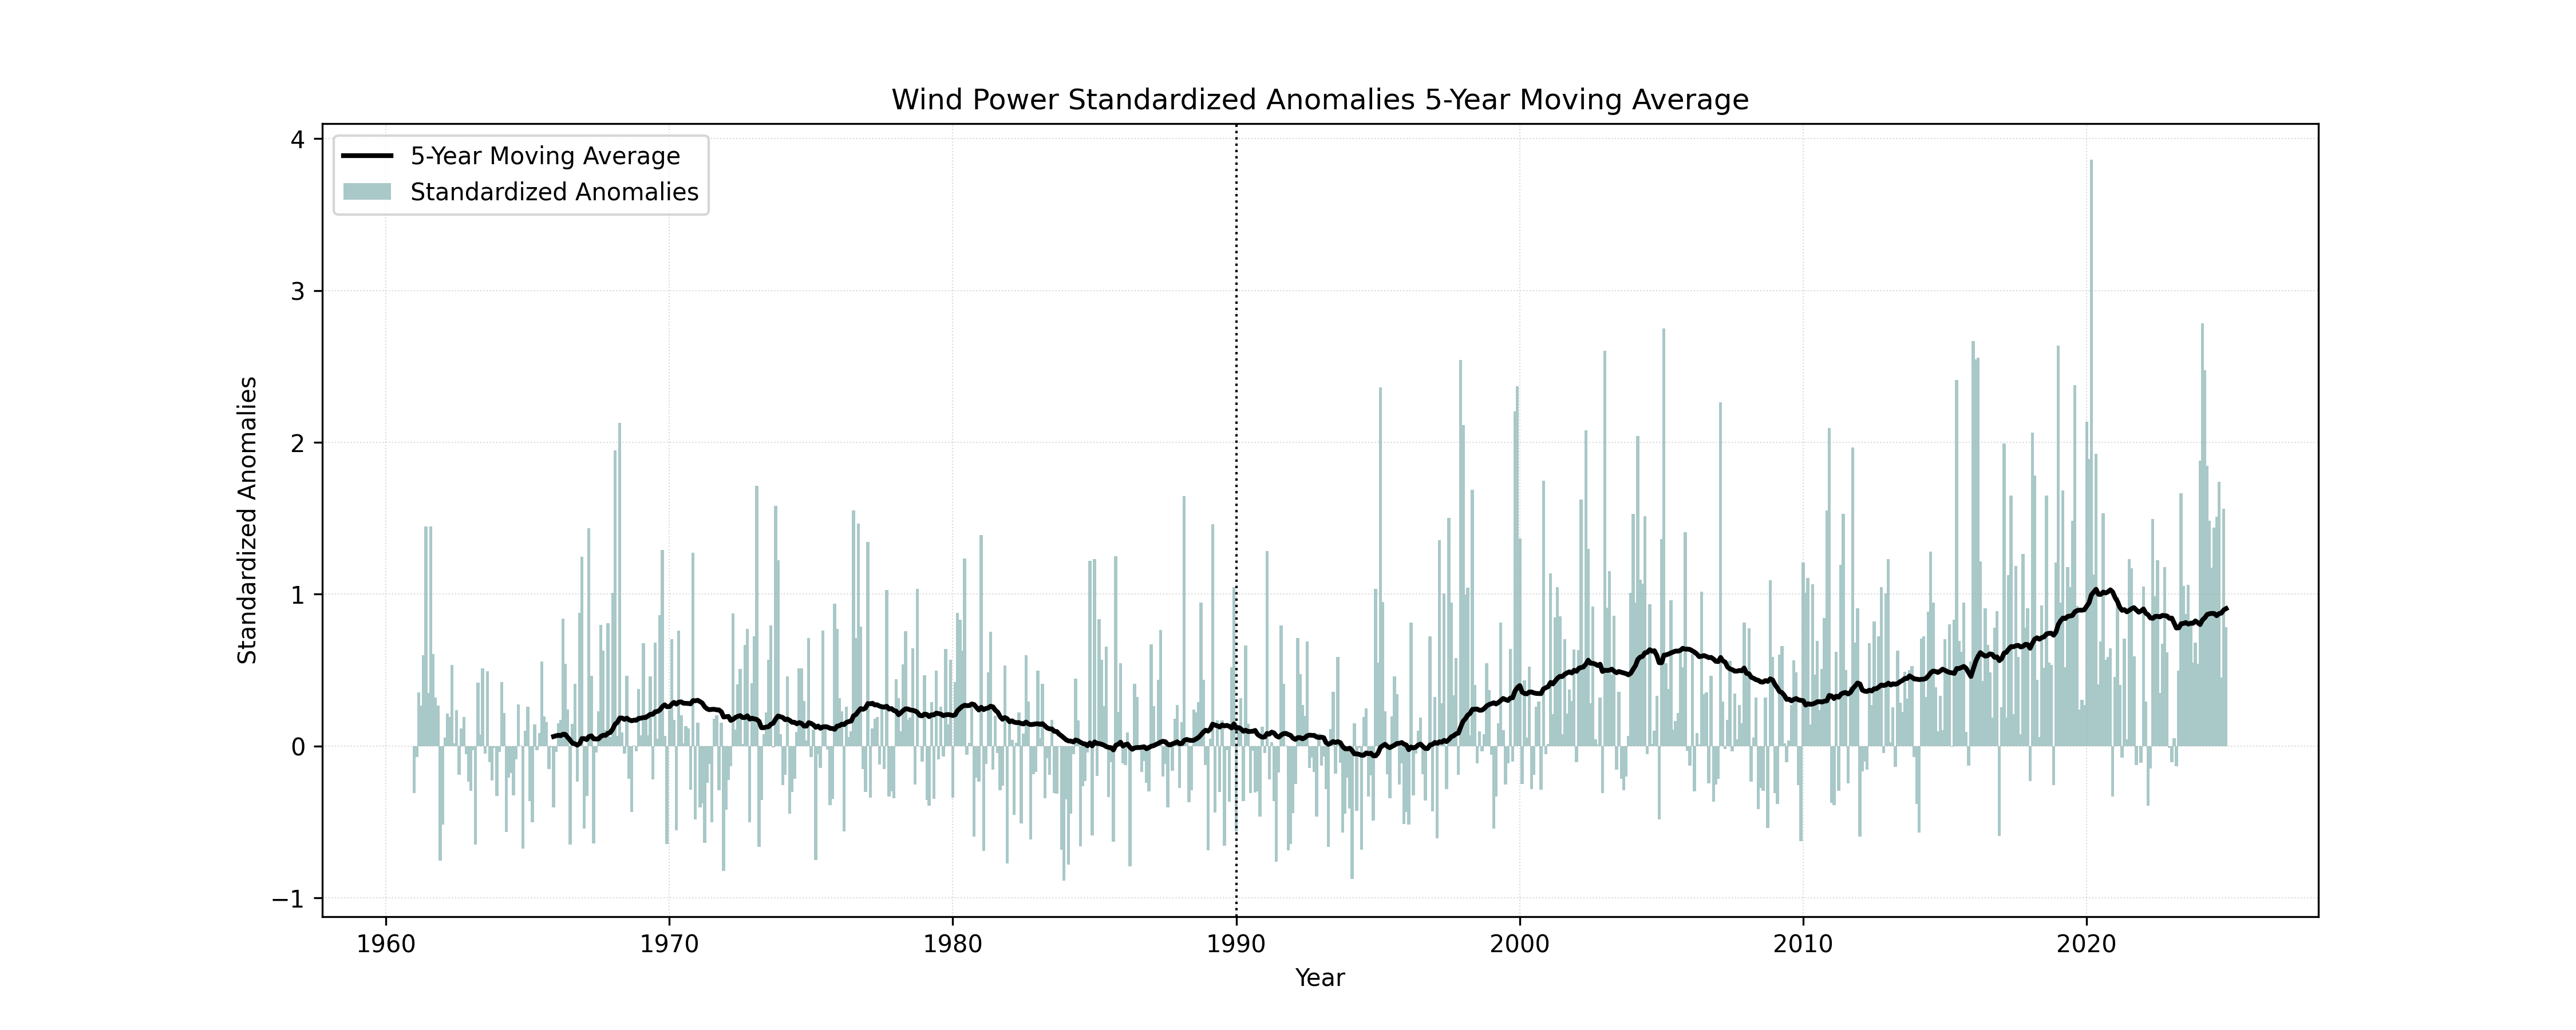 Wind Power Standardized Anomalies 5-Year Moving Average
5-Year Moving Average
Standardized Anomalies
4
3
2
1
0
−1
Standardized Anomalies
1960 1970 1980 1990 2000 2010 2020
Year